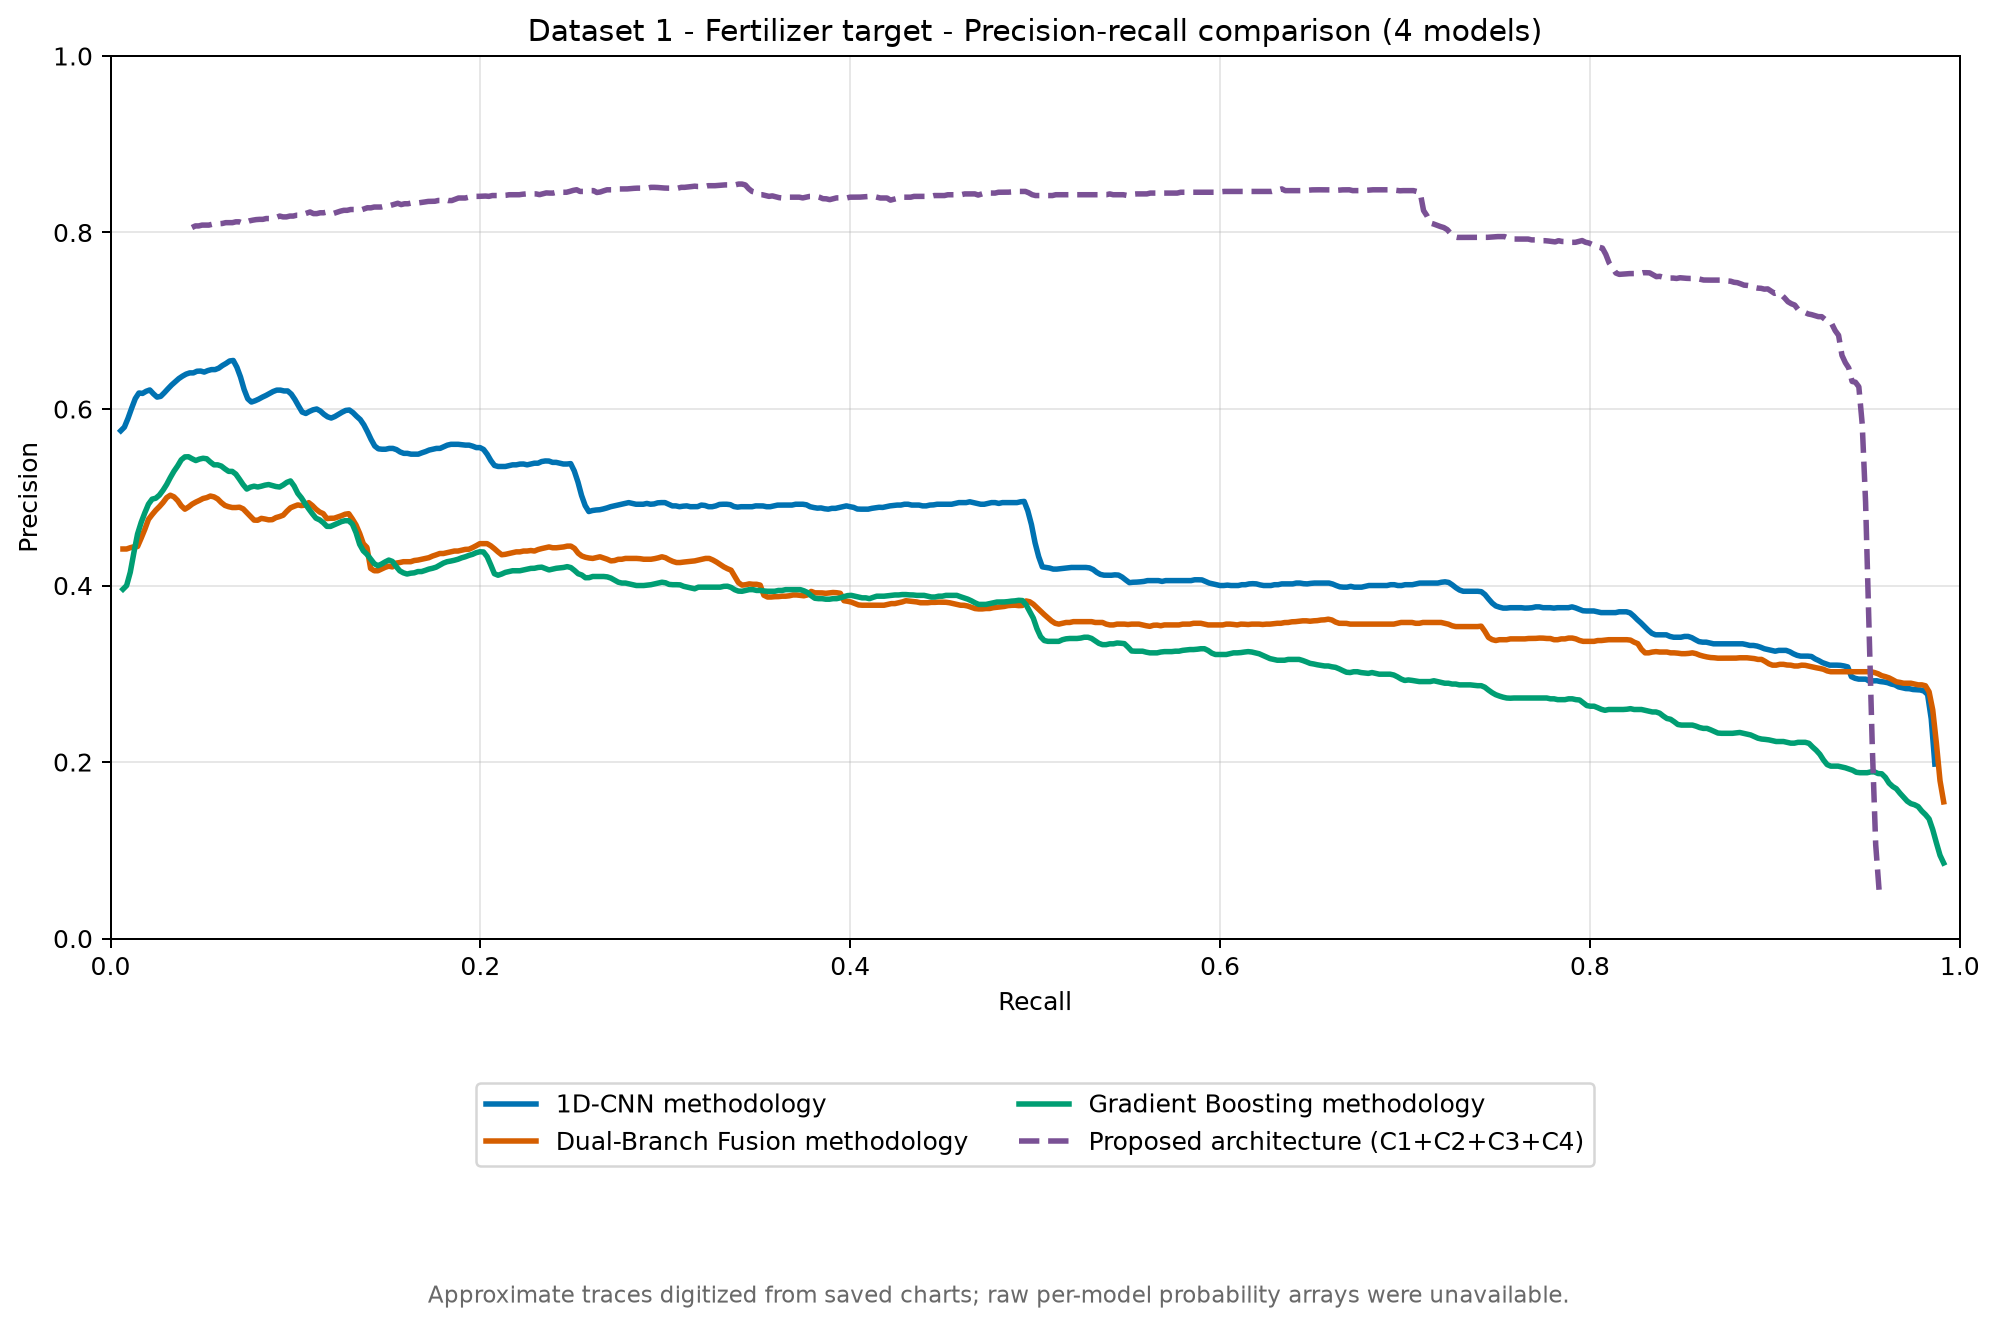 Dataset 1 - Fertilizer target - Precision-recall comparison (4 models)
1.0
0.8
0.6
0.4
0.2
0.0
Precision
0.0 0.2 0.4 0.6 0.8 1.0
Recall
1D-CNN methodology
Dual-Branch Fusion methodology
Gradient Boosting methodology
Proposed architecture (C1+C2+C3+C4)
Approximate traces digitized from saved charts; raw per-model probability arrays were unavailable.